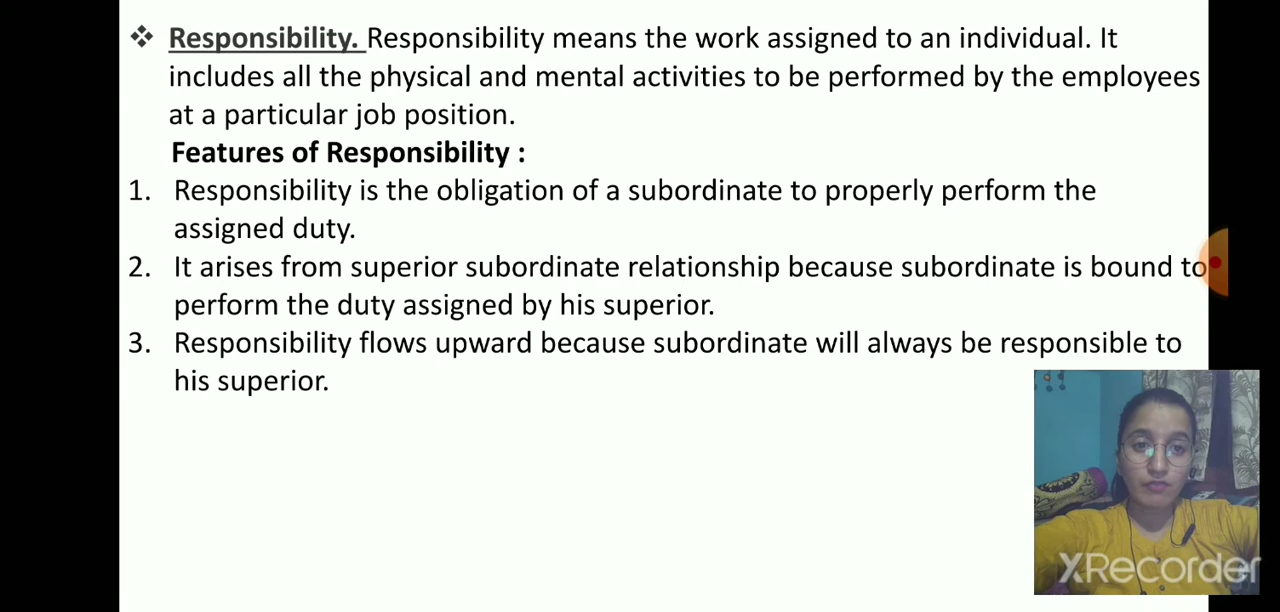 ❖ Responsibility. Responsibility means the work assigned to an individual. It
includes all the physical and mental activities to be performed by the employees
at a particular job position.
Features of Responsibility :
1. Responsibility is the obligation of a subordinate to properly perform the
assigned duty.
2. It arises from superior subordinate relationship because subordinate is bound to
perform the duty assigned by his superior.
3. Responsibility flows upward because subordinate will always be responsible to
his superior.
XRecorder